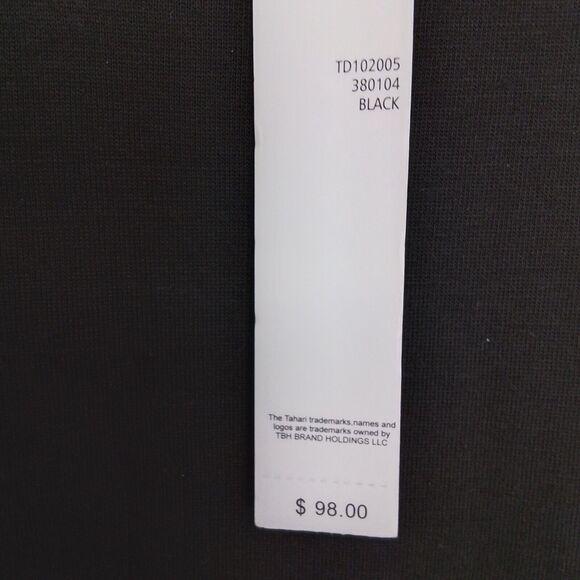 TD102005
380104
BLACK
The Tahari trademarks,names and
logos are trademarks owned by
TBH BRAND HOLDINGS LLC
$ 98.00